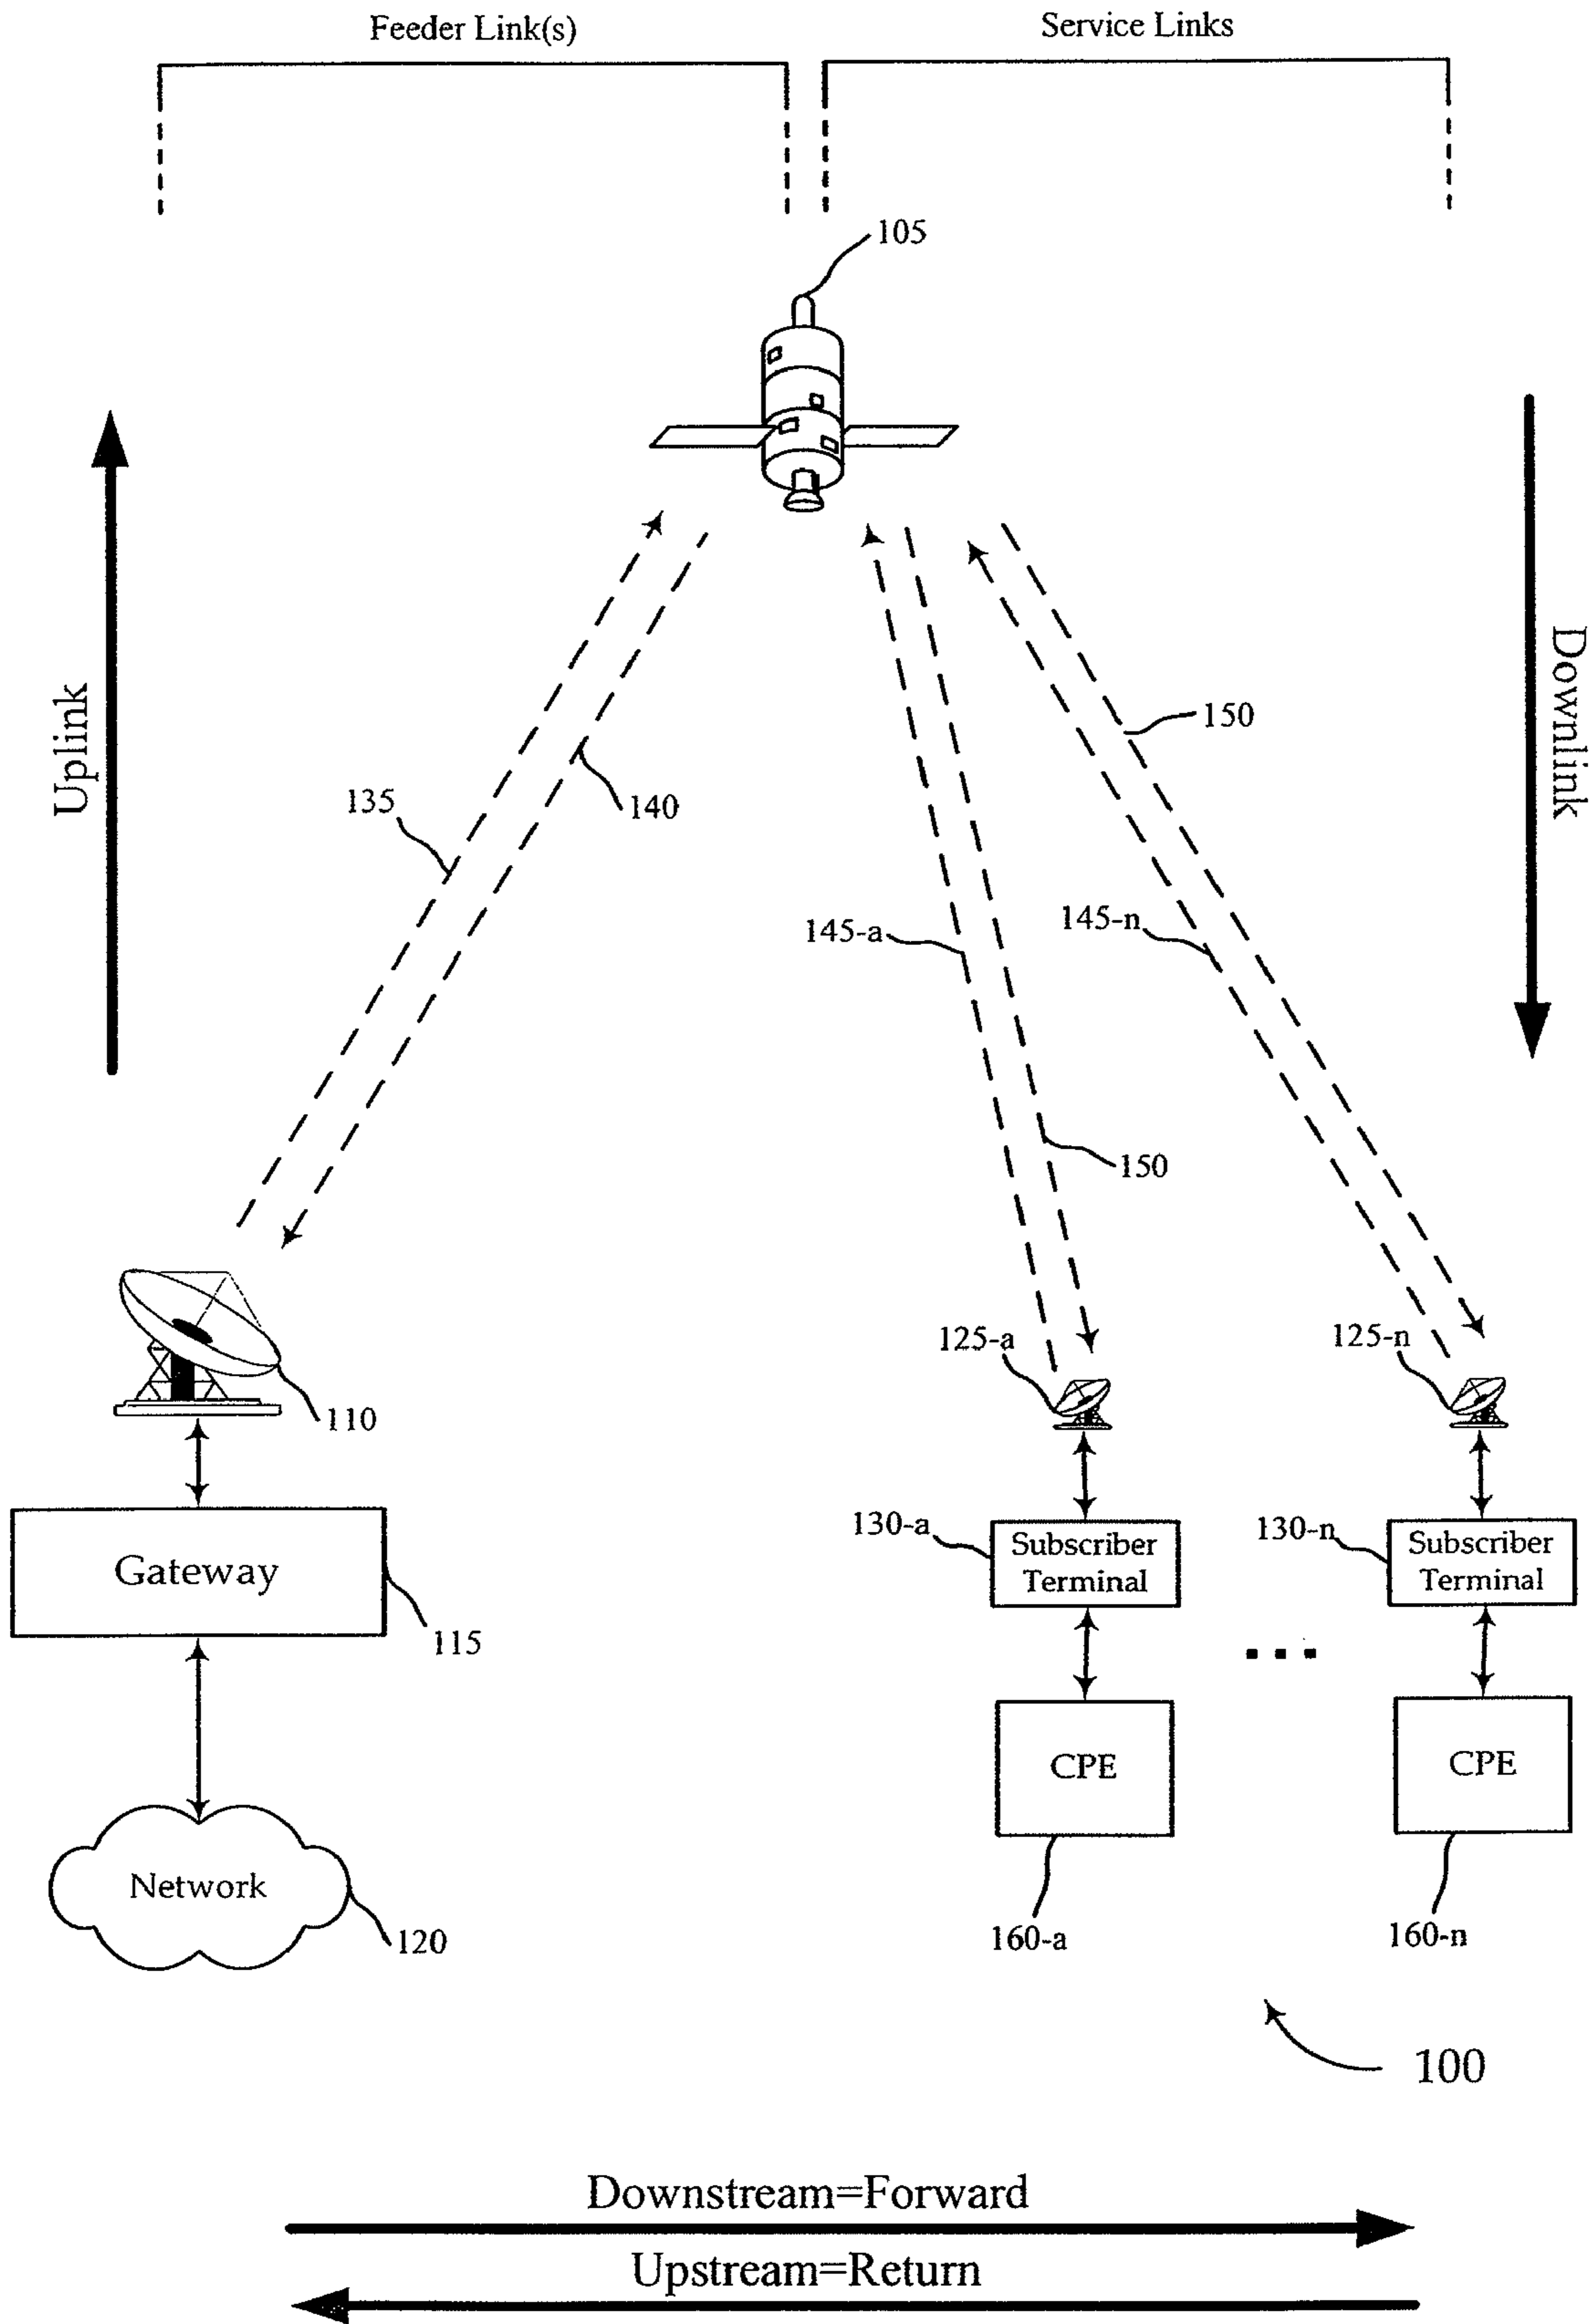 Feeder Link(s)
Service Links
105
Uplink
Downlink
150
135
140
145-a
145-n
150
125-a
125-n
110
130-a
Subscriber
Terminal
130-n
Subscriber
Terminal
Gateway
115
...
CPE
CPE
Network
120
160-a
160-n
100
Downstream=Forward
Upstream=Return